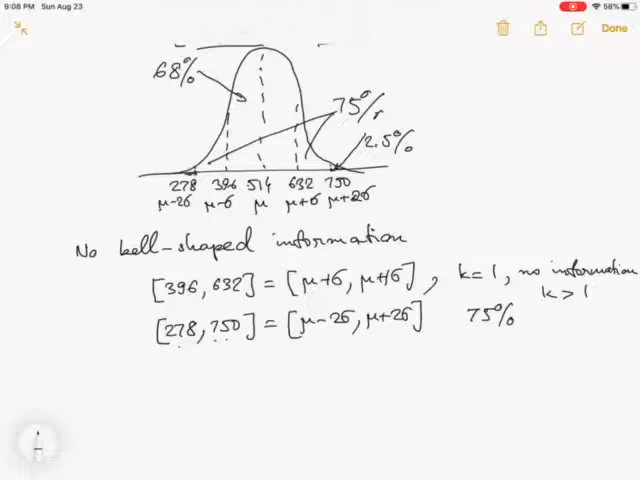 9:08 PM Sun Aug 23
58%
Done
68%
75%
2.5%
278 396 514 632 750
μ-2σ μ-σ μ μ+σ μ+2σ
No bell-shaped information
[396, 632] = [μ+σ, μ+σ], k=1, no information
k>1
[278, 750] = [μ-2σ, μ+2σ] 75%